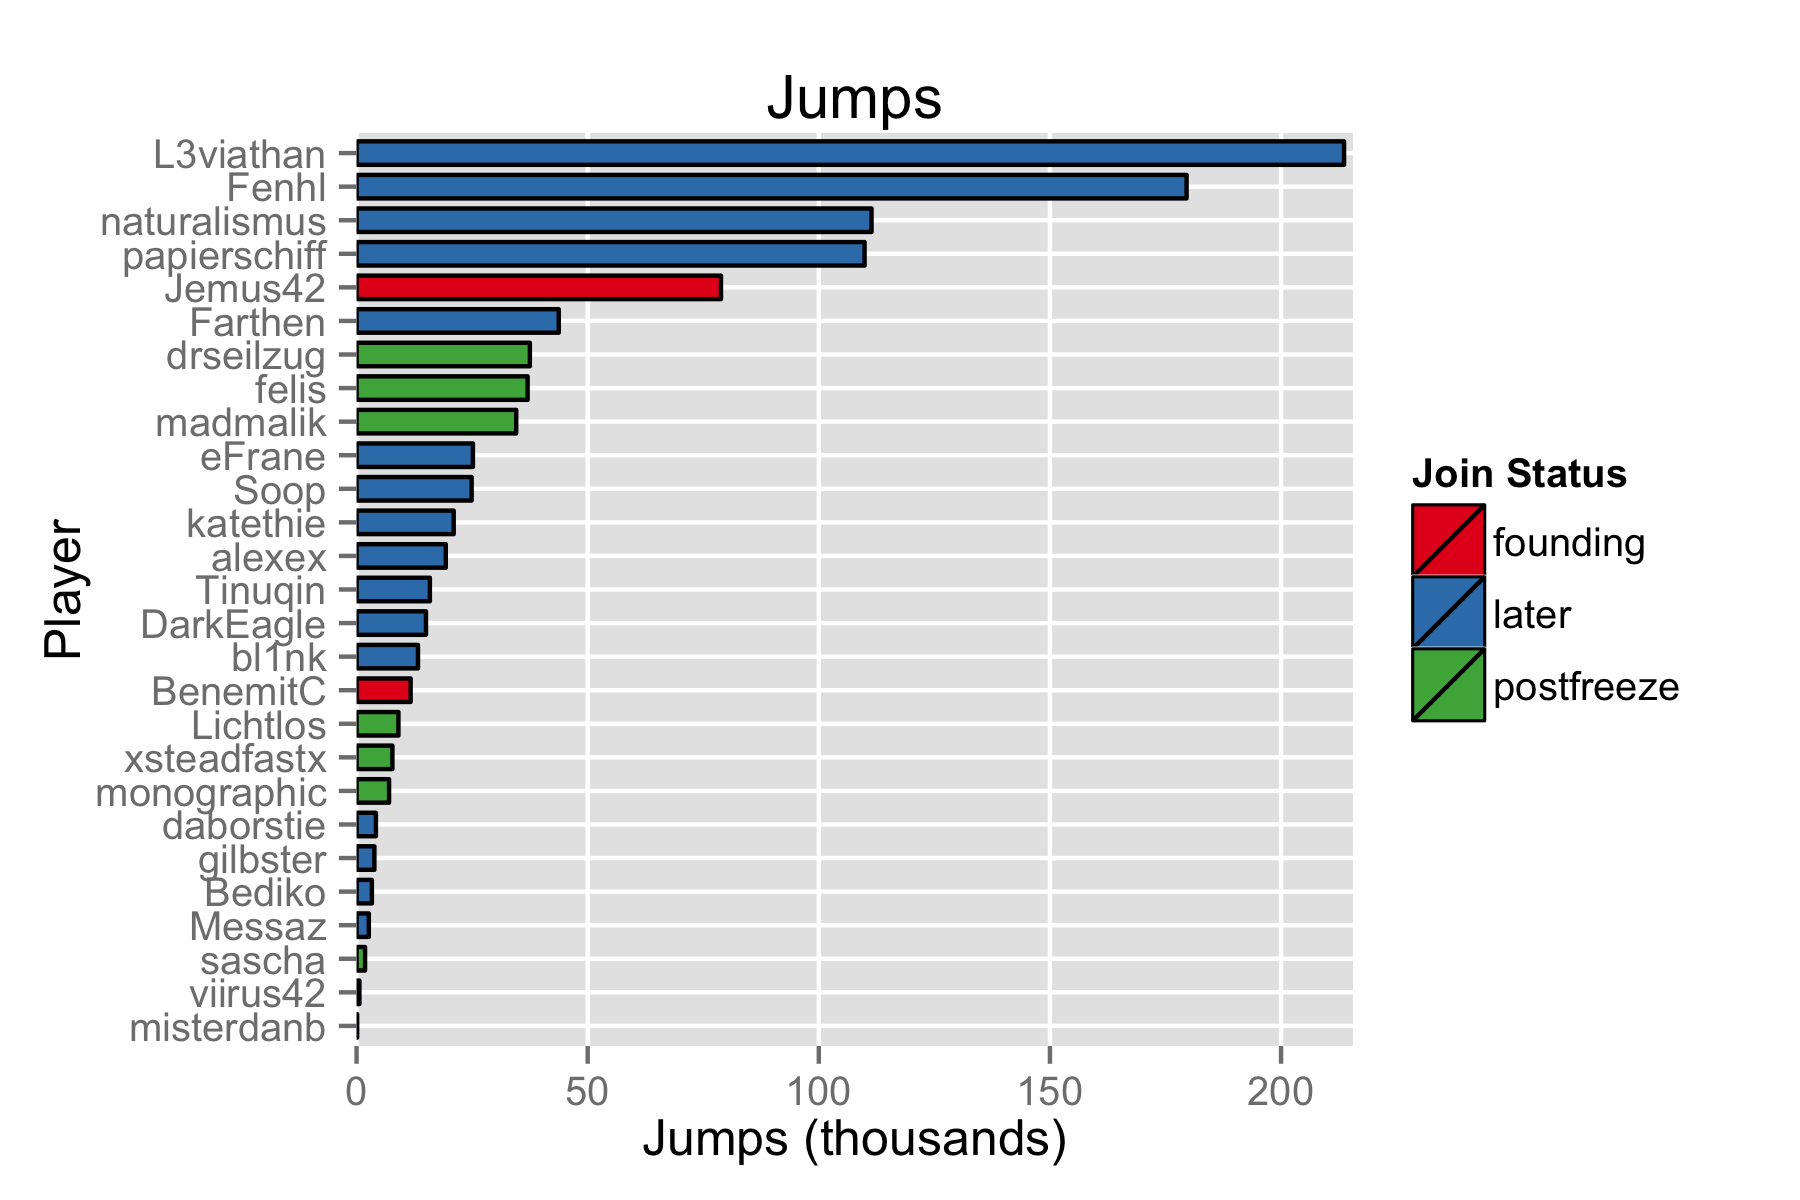 Jumps
L3viathan
Fenhl
naturalismus
papierschiff
Jemus42
Farthen
drseilzug
felis
madmalik
eFrane
Soop
katethie
alexex
Tinuqin
DarkEagle
bl1nk
BenemitC
Lichtlos
xsteadfastx
monographic
daborstie
gilbster
Bediko
Messaz
sascha
viirus42
misterdanb
Player
0 50 100 150 200
Jumps (thousands)
Join Status
founding
later
postfreeze